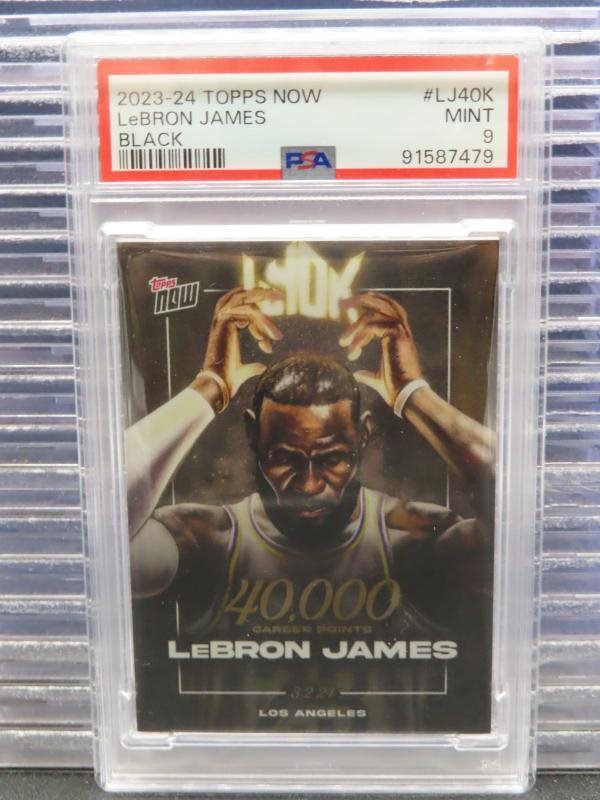 2023-24 TOPPS NOW #LJ40K
LeBRON JAMES MINT
BLACK 9
PSA 91587479
topps
NOW
40K
40,000
CAREER POINTS
LeBRON JAMES
3.2.24
LOS ANGELES